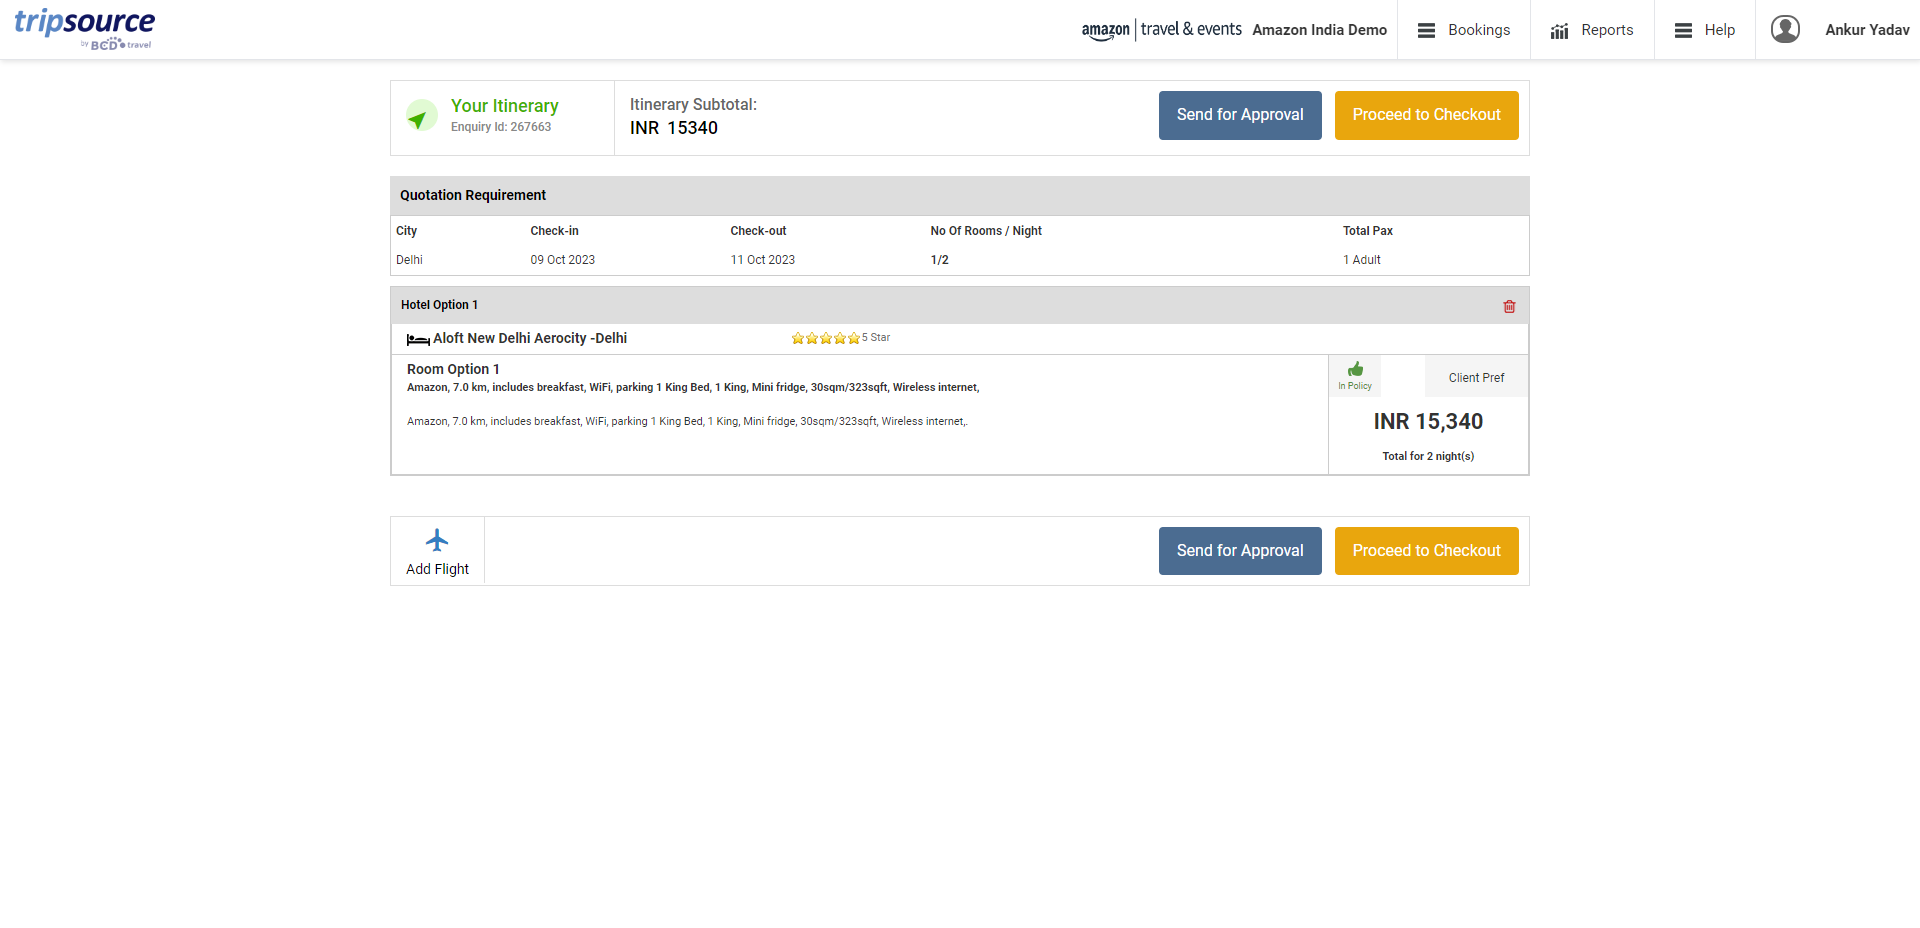 tripsource
by BCD travel
amazon | travel & events Amazon India Demo
Bookings
Reports
Help
Ankur Yadav
Your Itinerary
Enquiry Id: 267663
Itinerary Subtotal:
INR 15340
Send for Approval
Proceed to Checkout
Quotation Requirement
City Check-in Check-out No Of Rooms / Night Total Pax
Delhi 09 Oct 2023 11 Oct 2023 1/2 1 Adult
Hotel Option 1
Aloft New Delhi Aerocity -Delhi 5 Star
Room Option 1
Amazon, 7.0 km, includes breakfast, WiFi, parking 1 King Bed, 1 King, Mini fridge, 30sqm/323sqft, Wireless internet,
Amazon, 7.0 km, includes breakfast, WiFi, parking 1 King Bed, 1 King, Mini fridge, 30sqm/323sqft, Wireless internet,.
In Policy
Client Pref
INR 15,340
Total for 2 night(s)
Add Flight
Send for Approval
Proceed to Checkout